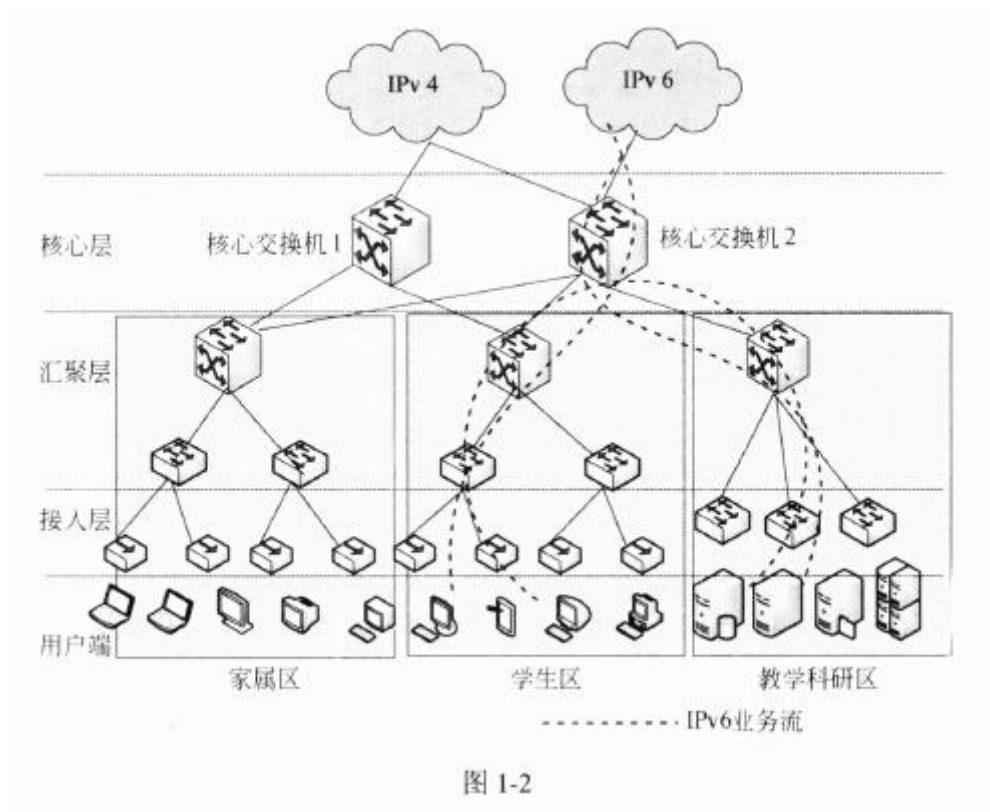 IPv 4
IPv 6
核心层
核心交换机 1
核心交换机 2
汇聚层
接入层
用户端
家属区
学生区
教学科研区
IPv6业务流
图 1-2